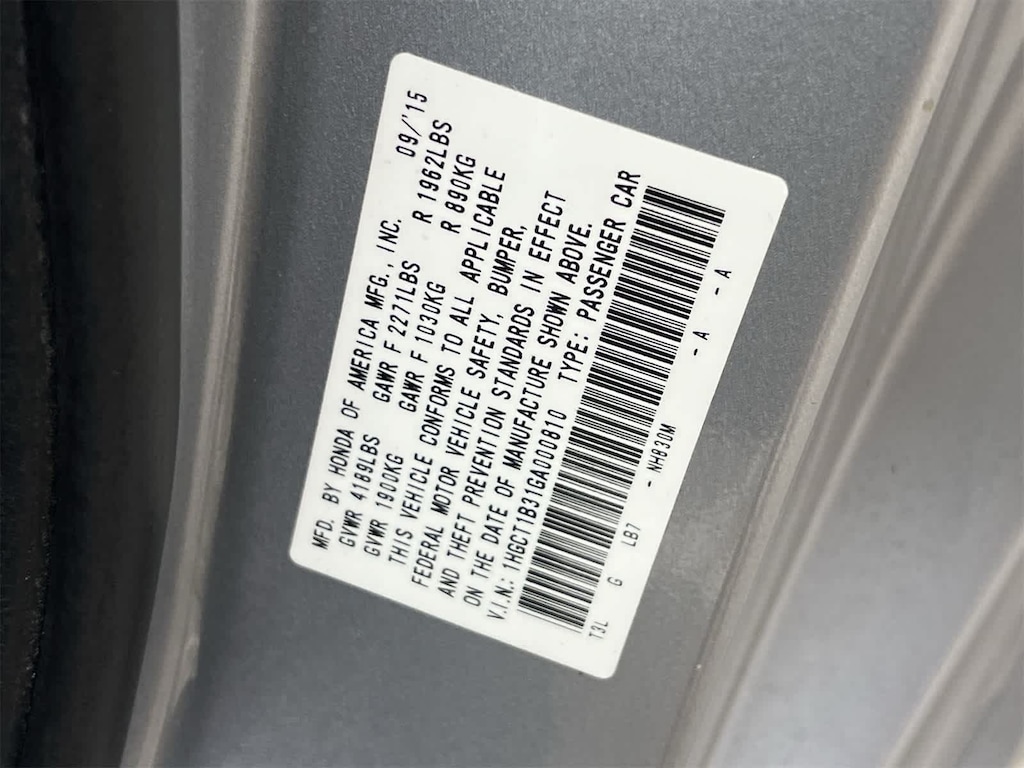 MFD. BY HONDA OF AMERICA MFG., INC. 09/'15
GVWR 4189LBS GAWR F 2271LBS R 1962LBS
GVWR 1900KG GAWR F 1030KG R 890KG
THIS VEHICLE CONFORMS TO ALL APPLICABLE
FEDERAL MOTOR VEHICLE SAFETY, BUMPER,
AND THEFT PREVENTION STANDARDS IN EFFECT
ON THE DATE OF MANUFACTURE SHOWN ABOVE.
V.I.N.: 1HGCT1B31GA000810 TYPE: PASSENGER CAR
T3L G LB7 - NH830M - A - A